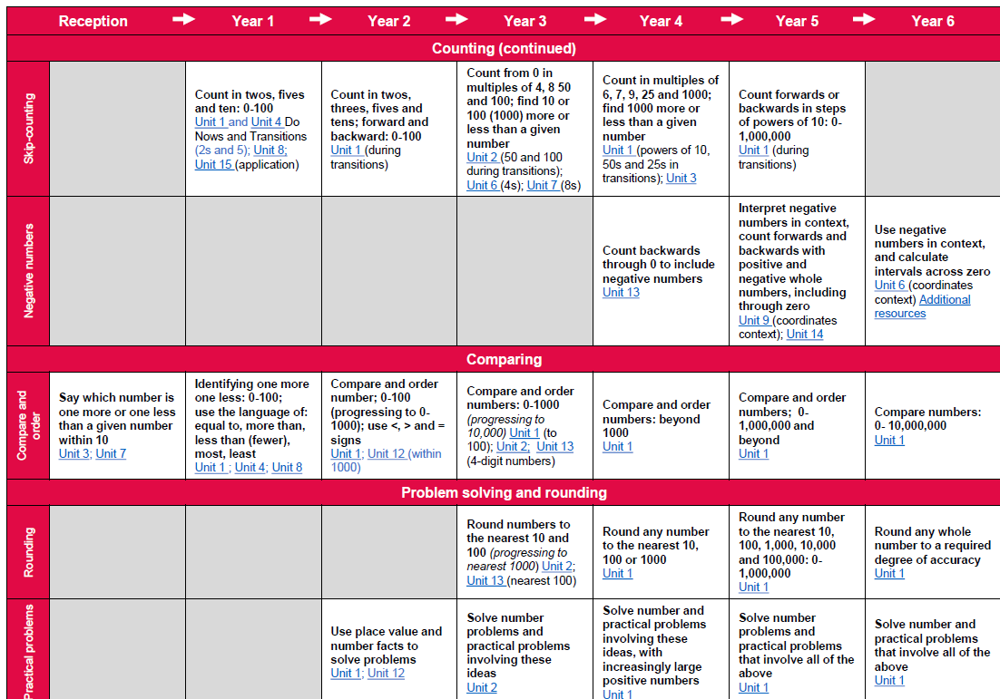 Reception
Year 1
Year 2
Year 3
Year 4
Year 5
Year 6
Counting (continued)
Skip-counting
Count in twos, fives
and ten: 0-100
Unit 1 and Unit 4 Do
Nows and Transitions
(2s and 5); Unit 8;
Unit 15 (application)
Count in twos,
threes, fives and
tens; forward and
backward: 0-100
Unit 1 (during
transitions)
Count from 0 in
multiples of 4, 8 50
and 100; find 10 or
100 (1000) more or
less than a given
number
Unit 2 (50 and 100
during transitions);
Unit 6 (4s); Unit 7 (8s)
Count in multiples of
6, 7, 9, 25 and 1000;
find 1000 more or
less than a given
number
Unit 1 (powers of 10,
50s and 25s in
transitions); Unit 3
Count forwards or
backwards in steps
of powers of 10: 0-
1,000,000
Unit 1 (during
transitions)
Negative numbers
Count backwards
through 0 to include
negative numbers
Unit 13
Interpret negative
numbers in context,
count forwards and
backwards with
positive and
negative whole
numbers, including
through zero
Unit 9 (coordinates
context); Unit 14
Use negative
numbers in context,
and calculate
intervals across zero
Unit 6 (coordinates
context) Additional
resources
Comparing
Compare and
order
Say which number is
one more or one less
than a given number
within 10
Unit 3; Unit 7
Identifying one more
one less: 0-100;
use the language of:
equal to, more than,
less than (fewer),
most, least
Unit 1 ; Unit 4; Unit 8
Compare and order
number; 0-100
(progressing to 0-
1000); use <, > and =
signs
Unit 1; Unit 12 (within
1000)
Compare and order
numbers: 0-1000
(progressing to
10,000) Unit 1 (to
100); Unit 2; Unit 13
(4-digit numbers)
Compare and order
numbers: beyond
1000
Unit 1
Compare and order
numbers; 0-
1,000,000 and
beyond
Unit 1
Compare numbers:
0- 10,000,000
Unit 1
Problem solving and rounding
Rounding
Round numbers to
the nearest 10 and
100 (progressing to
nearest 1000) Unit 2;
Unit 13 (nearest 100)
Round any number
to the nearest 10,
100 or 1000
Unit 1
Round any number
to the nearest 10,
100, 1,000, 10,000
and 100,000: 0-
1,000,000
Unit 1
Round any whole
number to a required
degree of accuracy
Unit 1
Practical problems
Use place value and
number facts to
solve problems
Unit 1; Unit 12
Solve number
problems and
practical problems
involving these
ideas
Unit 2
Solve number and
practical problems
involving these
ideas, with
increasingly large
positive numbers
Unit 1
Solve number
problems and
practical problems
that involve all of the
above
Unit 1
Solve number and
practical problems
that involve all of the
above
Unit 1